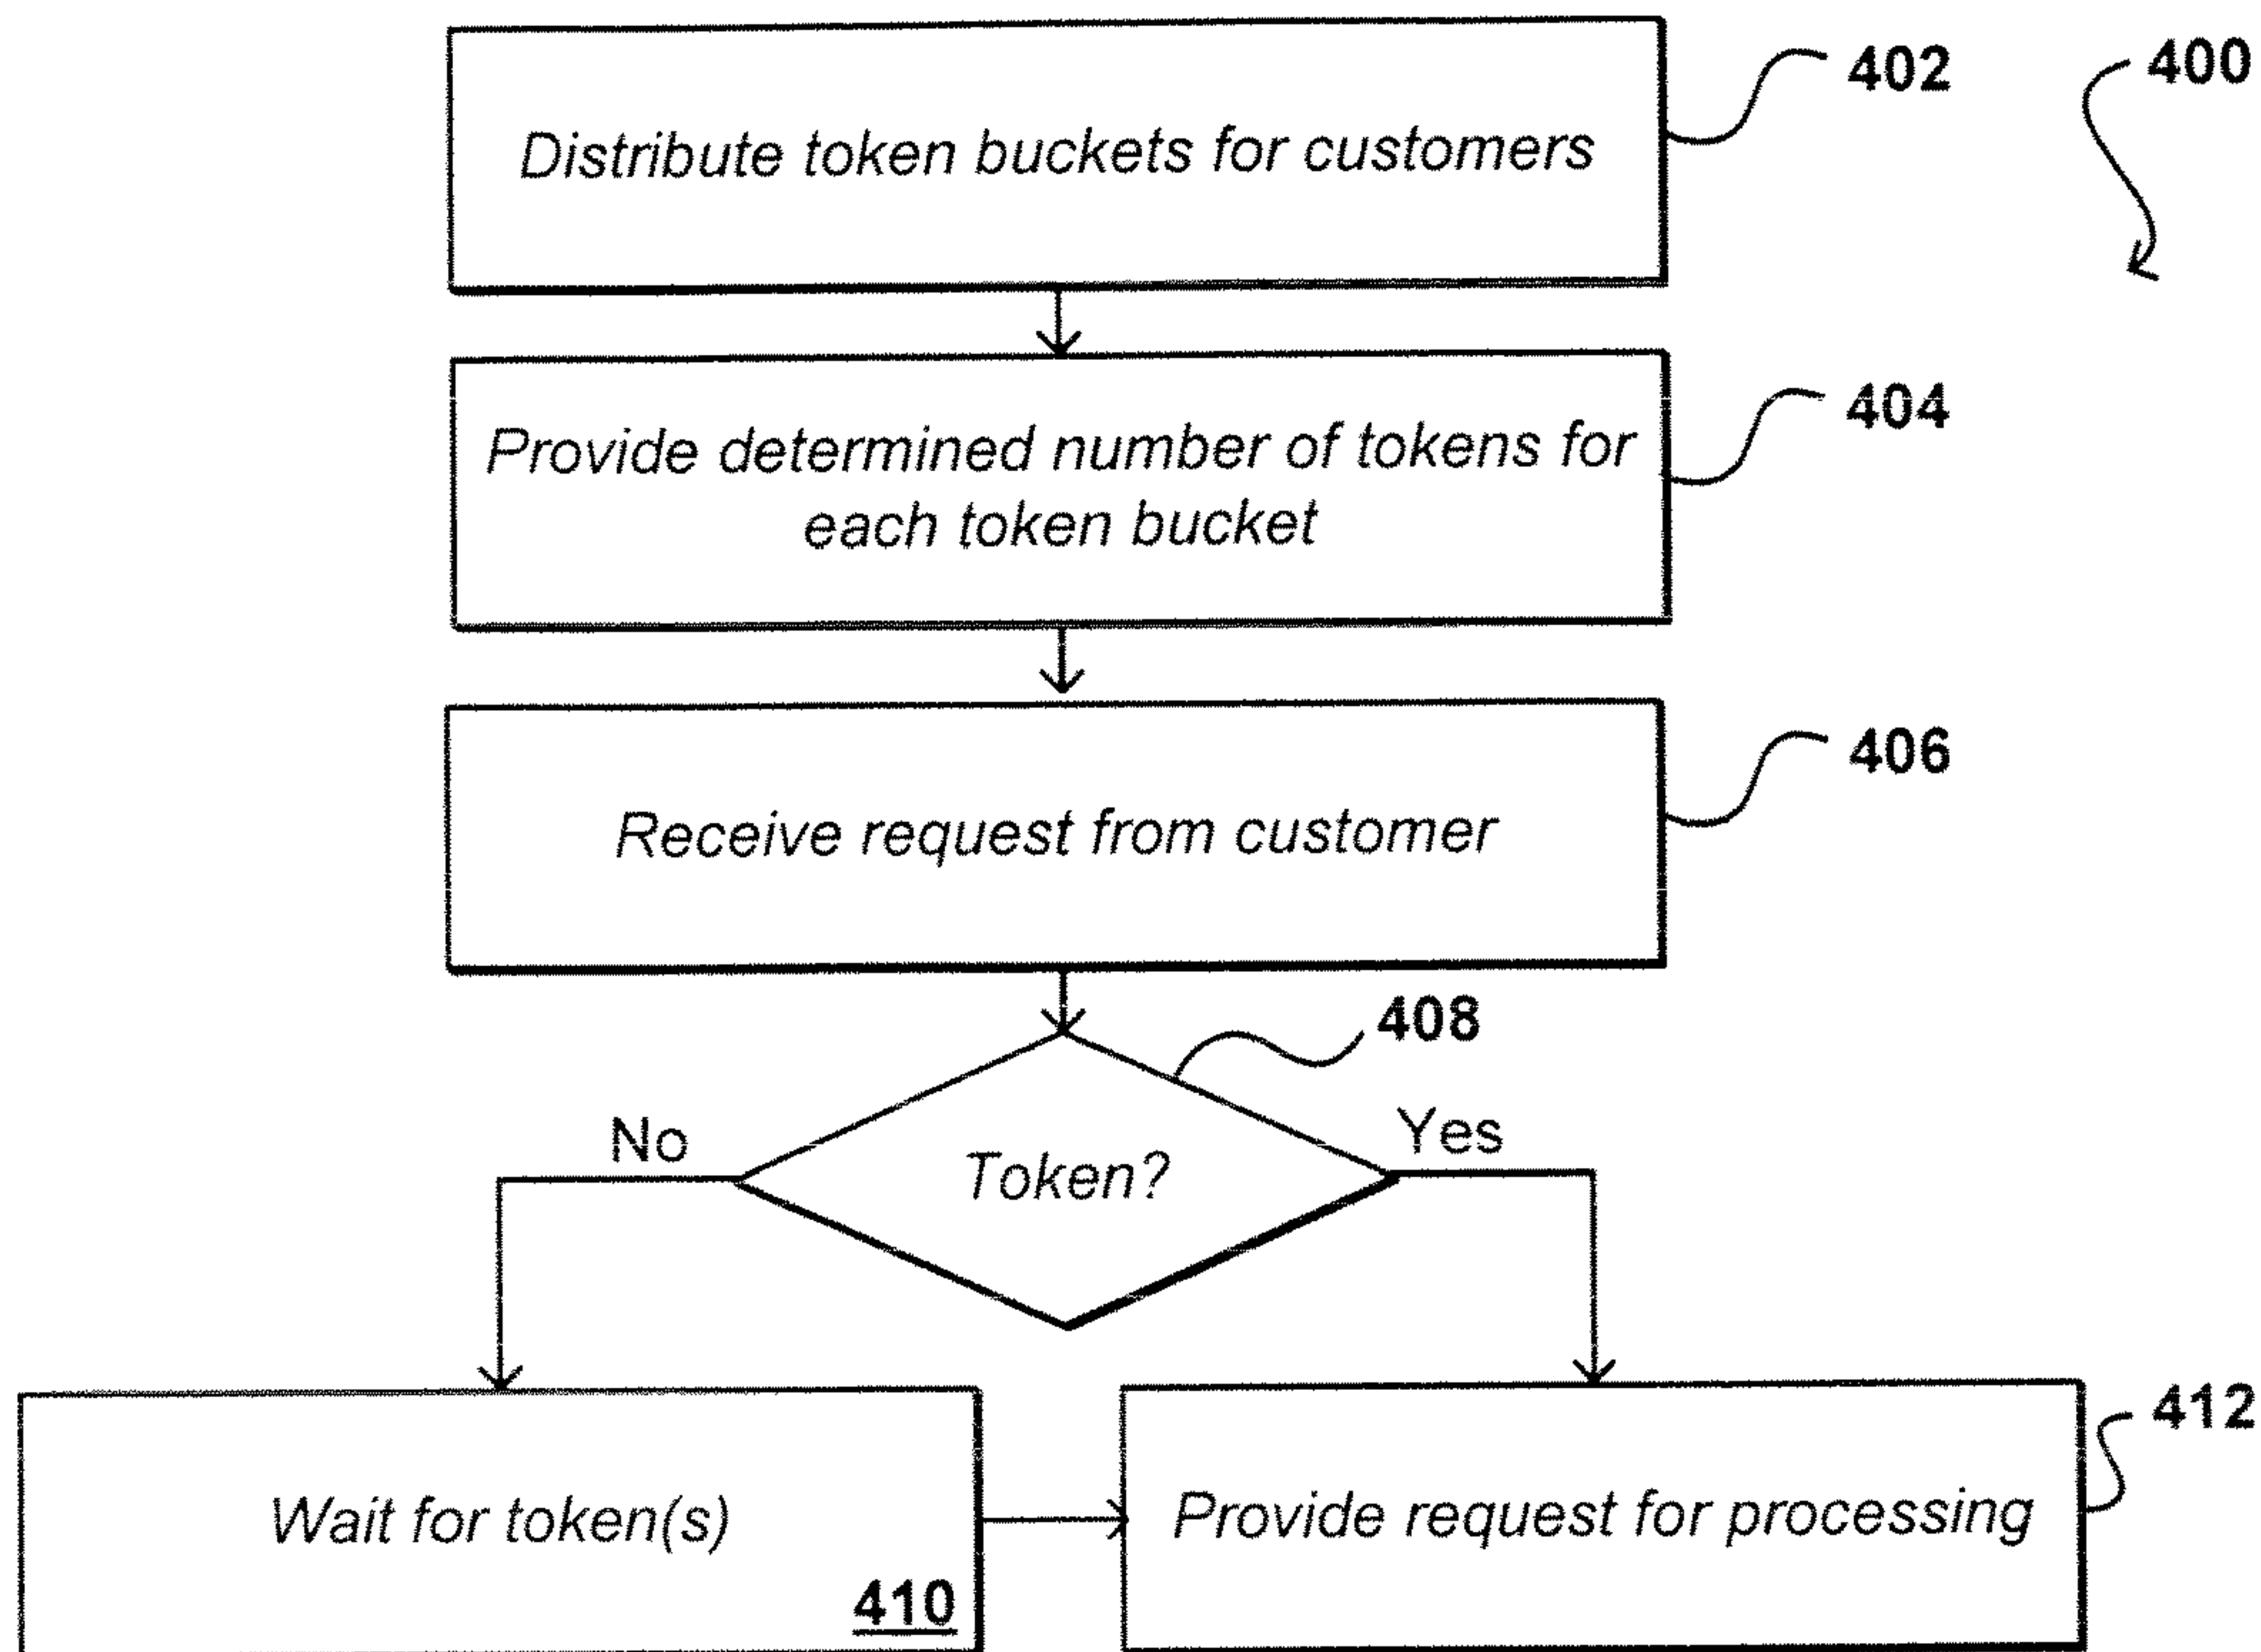 402
400
Distribute token buckets for customers
404
Provide determined number of tokens for
each token bucket
406
Receive request from customer
408
No
Yes
Token?
412
Wait for token(s)
Provide request for processing
410